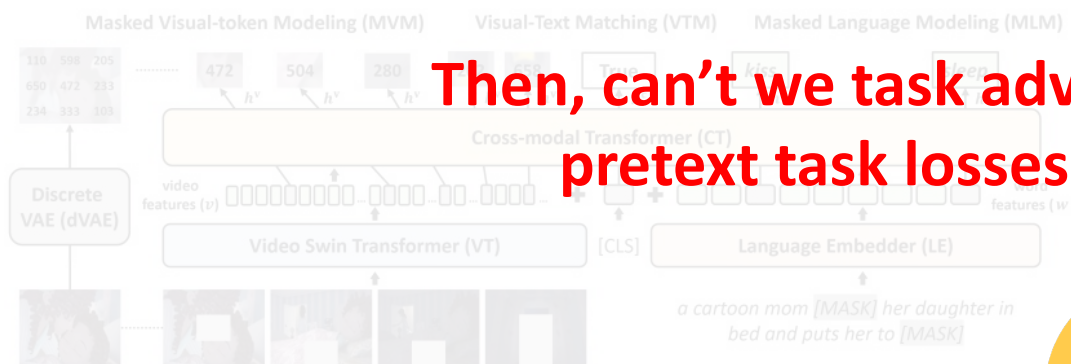 Masked Visual-token Modeling (MVM) Visual-Text Matching (VTM) Masked Language Modeling (MLM)
110 598 205
650 472 233
234 333 103
472 504 280 658 True kiss sleep
h^v h^v h^v
Then, can’t we task adv
Cross-modal Transformer (CT)
pretext task losses
Discrete
VAE (dVAE)
video
features (v)
+ +
word
features (w
Video Swin Transformer (VT) [CLS] Language Embedder (LE)
a cartoon mom [MASK] her daughter in
bed and puts her to [MASK]